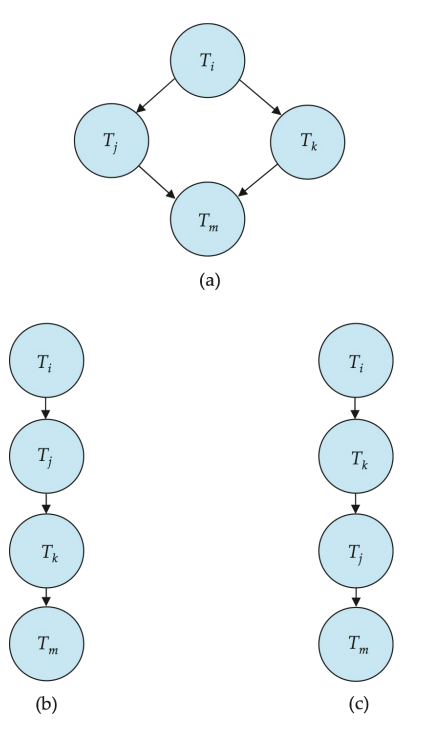 T_i
T_j T_k
T_m
(a)
T_i T_i
T_j T_k
T_k T_j
T_m T_m
(b) (c)